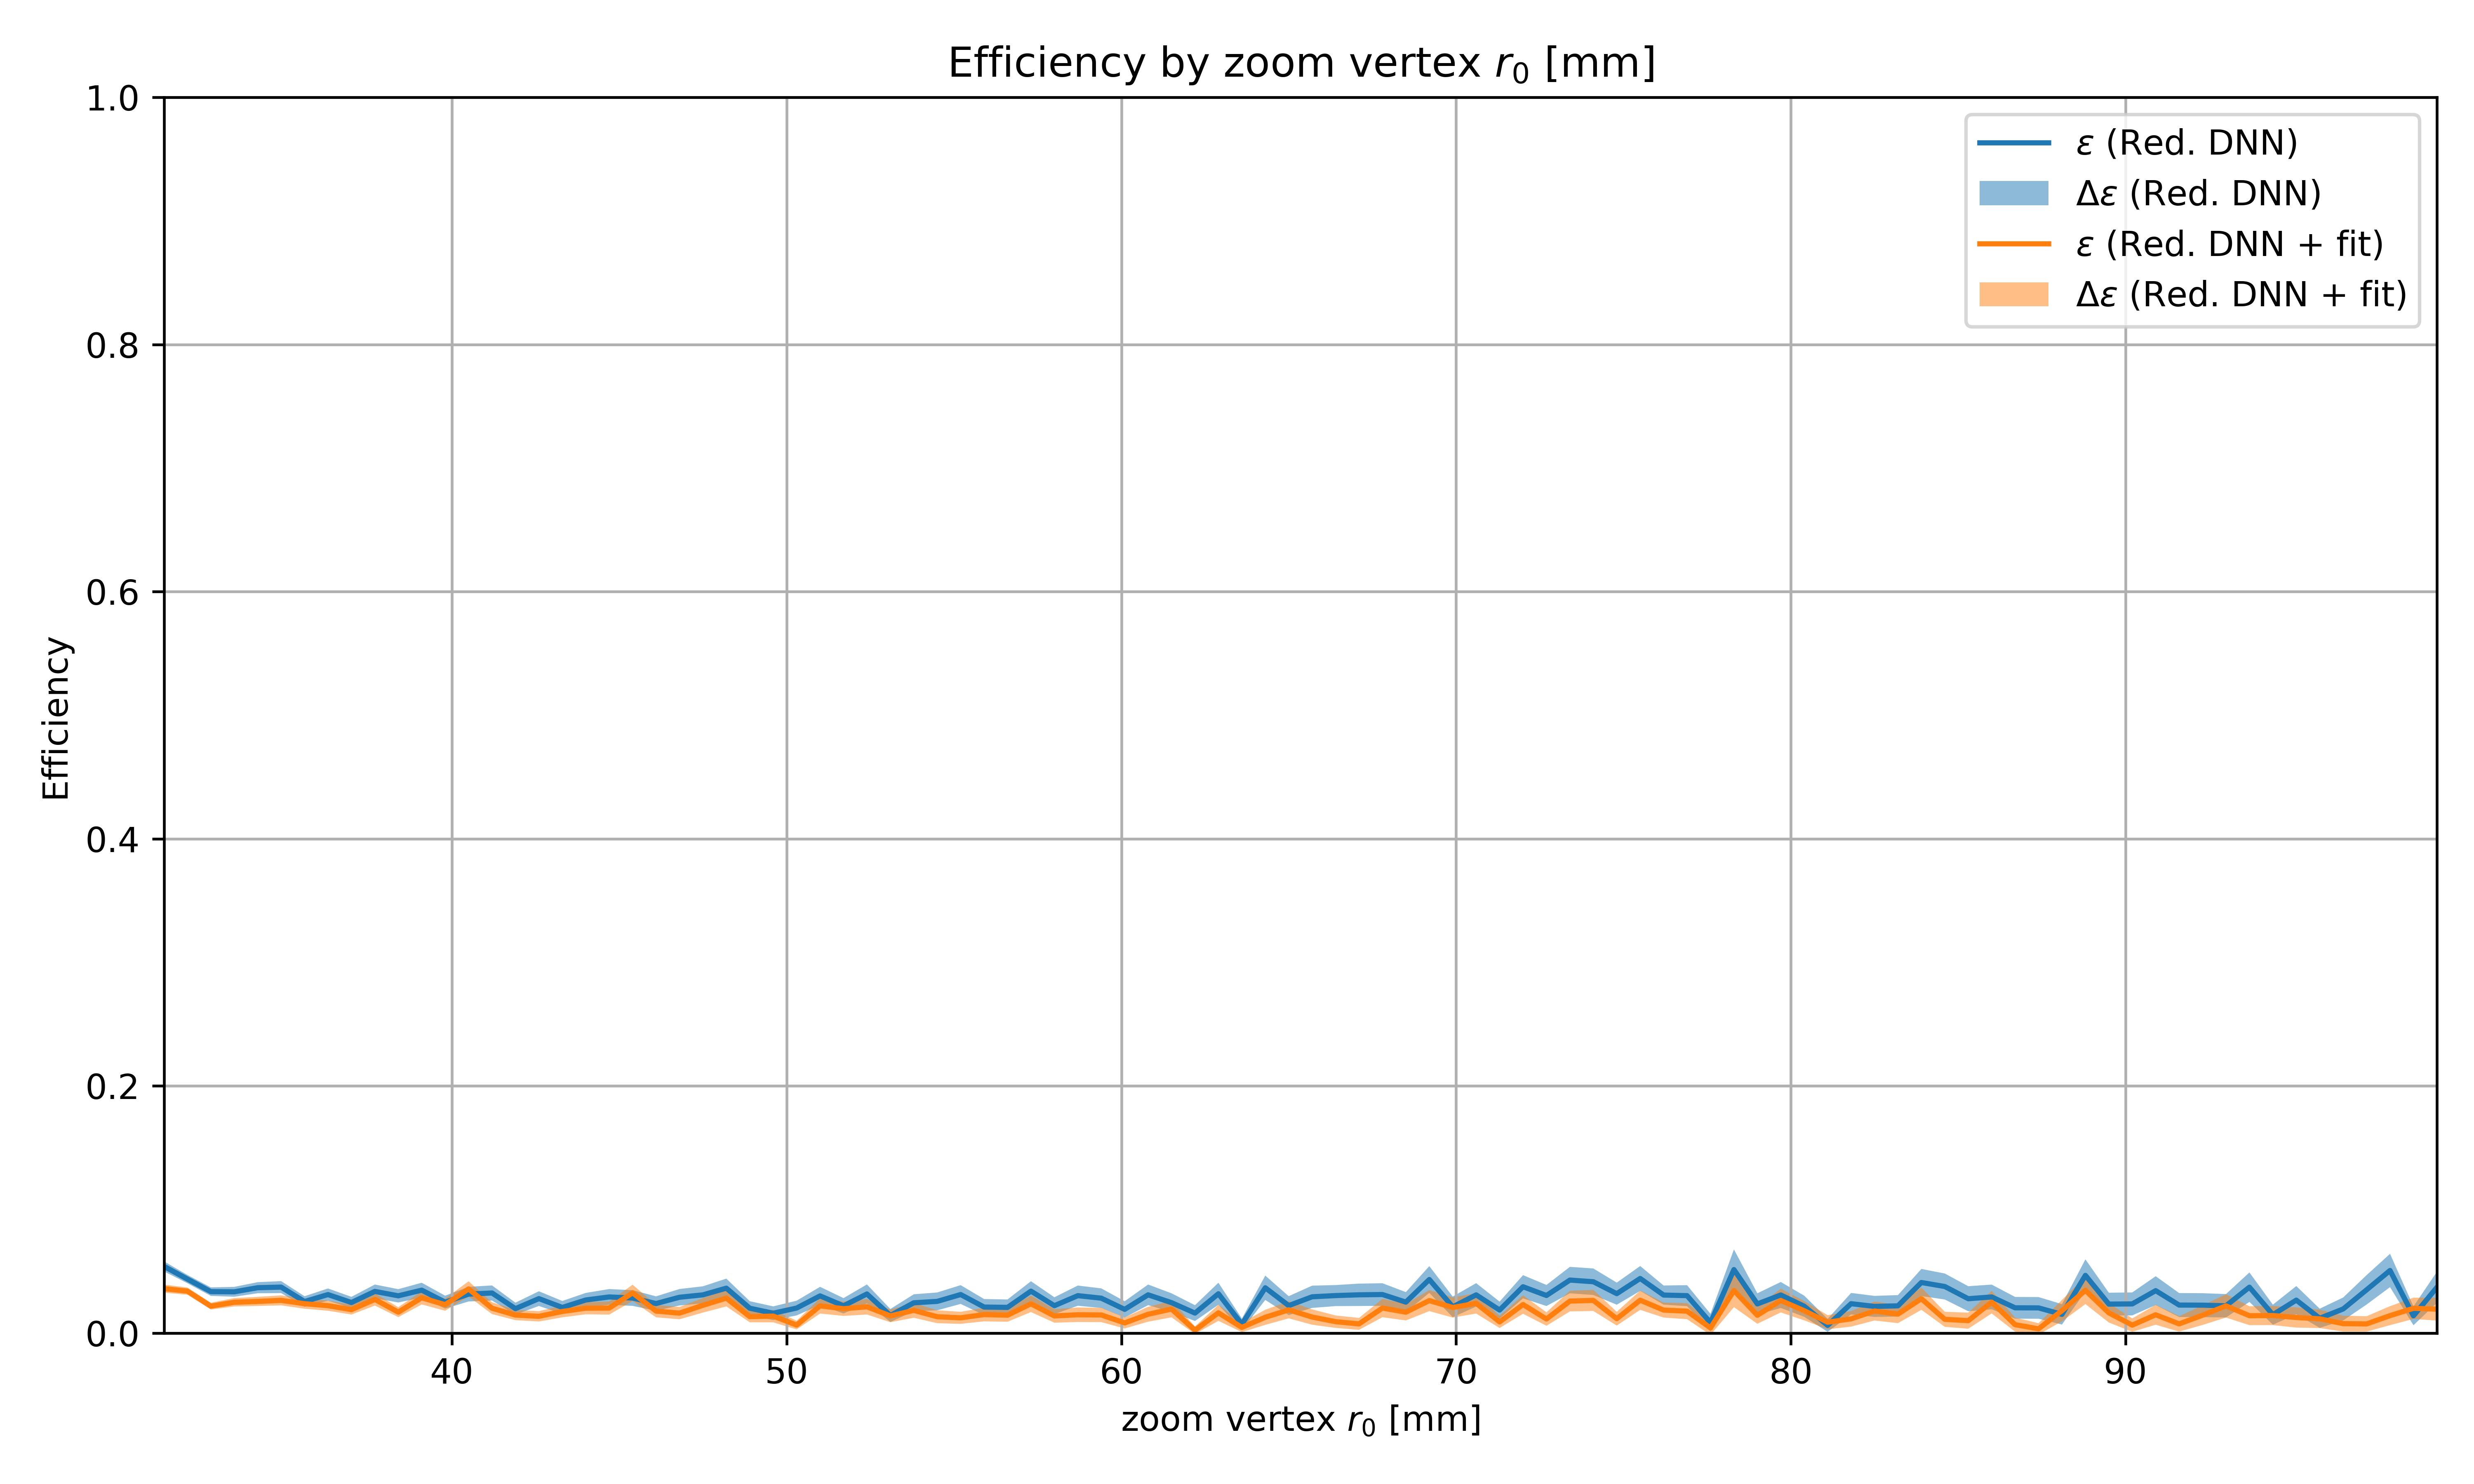 Efficiency by zoom vertex r₀ [mm]
1.0
0.8
0.6
0.4
0.2
0.0
Efficiency
ε (Red. DNN)
Δε (Red. DNN)
ε (Red. DNN + fit)
Δε (Red. DNN + fit)
40 50 60 70 80 90
zoom vertex r₀ [mm]